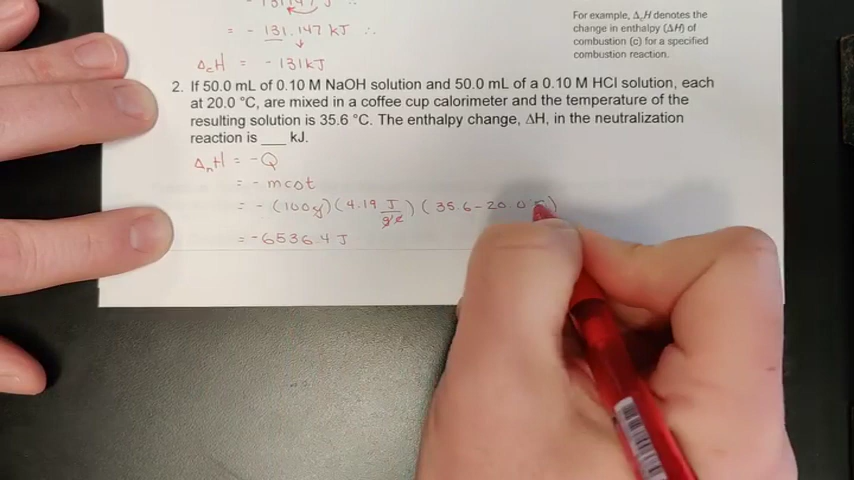 = - 131.147 kJ ∴
ΔcH = - 131kJ
For example, ΔcH denotes the
change in enthalpy (ΔH) of
combustion (c) for a specified
combustion reaction.
2. If 50.0 mL of 0.10 M NaOH solution and 50.0 mL of a 0.10 M HCl solution, each
at 20.0 °C, are mixed in a coffee cup calorimeter and the temperature of the
resulting solution is 35.6 °C. The enthalpy change, ΔH, in the neutralization
reaction is ___ kJ.
ΔnH = -Q
= - mcΔt
= - (100g)(4.19 J/g°C)(35.6-20.0)
= -6536.4 J